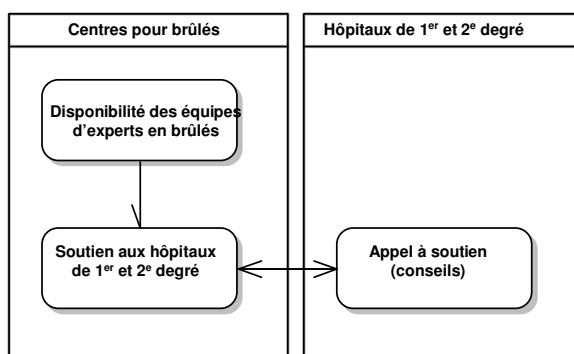 Centres pour brûlés
Hôpitaux de 1er et 2e degré
Disponibilité des équipes
d'experts en brûlés
Soutien aux hôpitaux
de 1er et 2e degré
Appel à soutien
(conseils)